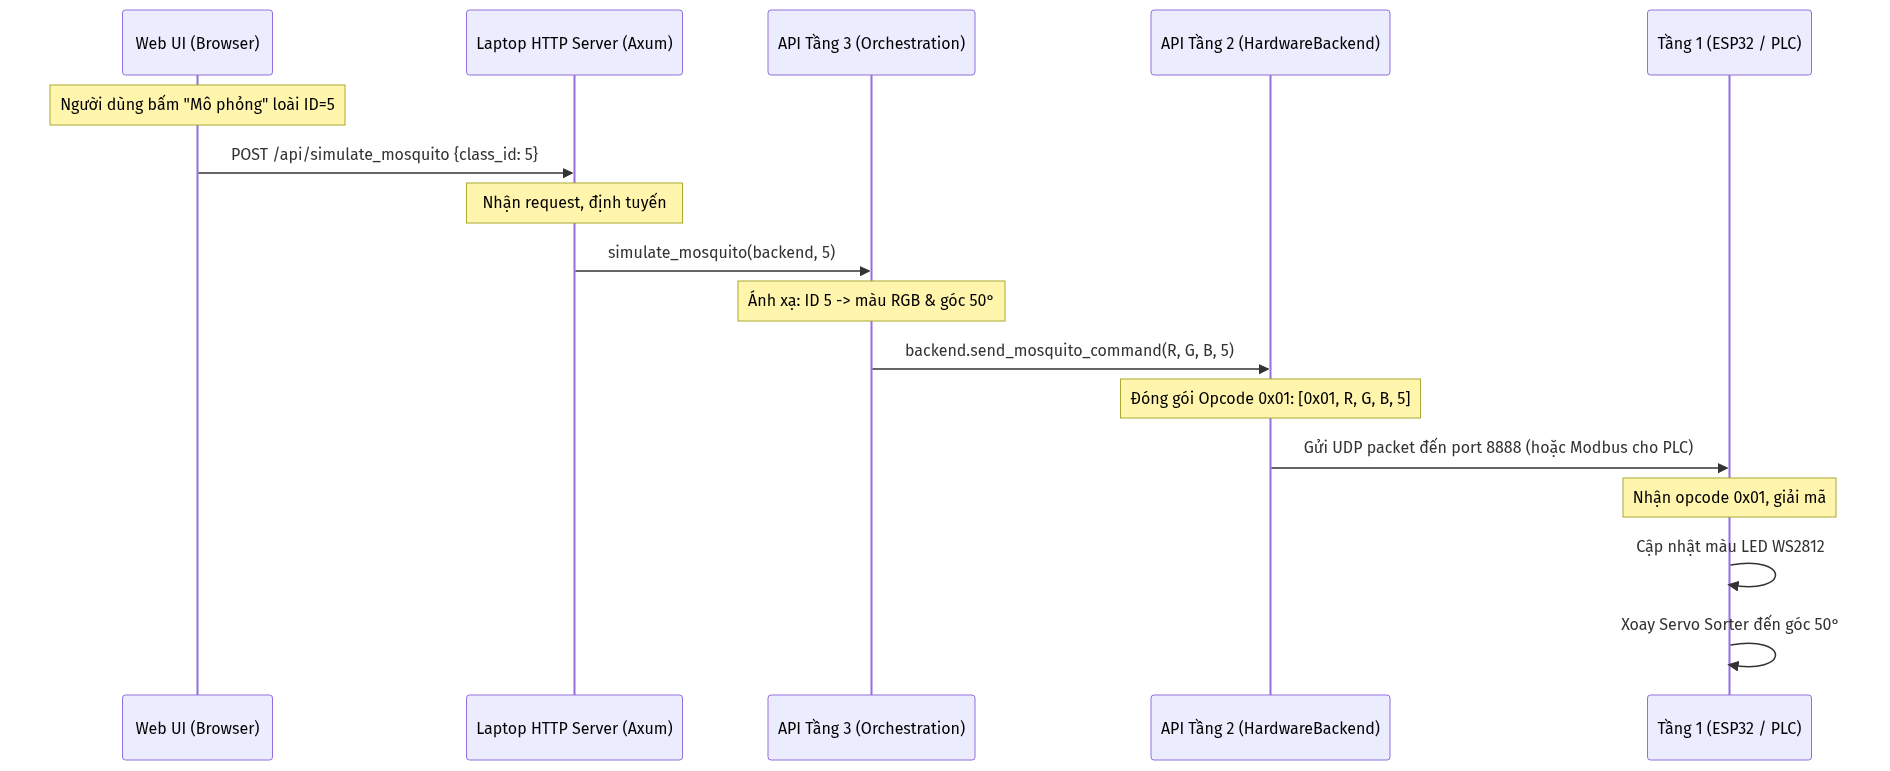 Web UI (Browser)
Laptop HTTP Server (Axum)
API Tầng 3 (Orchestration)
API Tầng 2 (HardwareBackend)
Tầng 1 (ESP32 / PLC)
Người dùng bấm "Mô phỏng" loài ID=5
POST /api/simulate_mosquito {class_id: 5}
Nhận request, định tuyến
simulate_mosquito(backend, 5)
Ánh xạ: ID 5 -> màu RGB & góc 50°
backend.send_mosquito_command(R, G, B, 5)
Đóng gói Opcode 0x01: [0x01, R, G, B, 5]
Gửi UDP packet đến port 8888 (hoặc Modbus cho PLC)
Nhận opcode 0x01, giải mã
Cập nhật màu LED WS2812
Xoay Servo Sorter đến góc 50°
Web UI (Browser)
Laptop HTTP Server (Axum)
API Tầng 3 (Orchestration)
API Tầng 2 (HardwareBackend)
Tầng 1 (ESP32 / PLC)